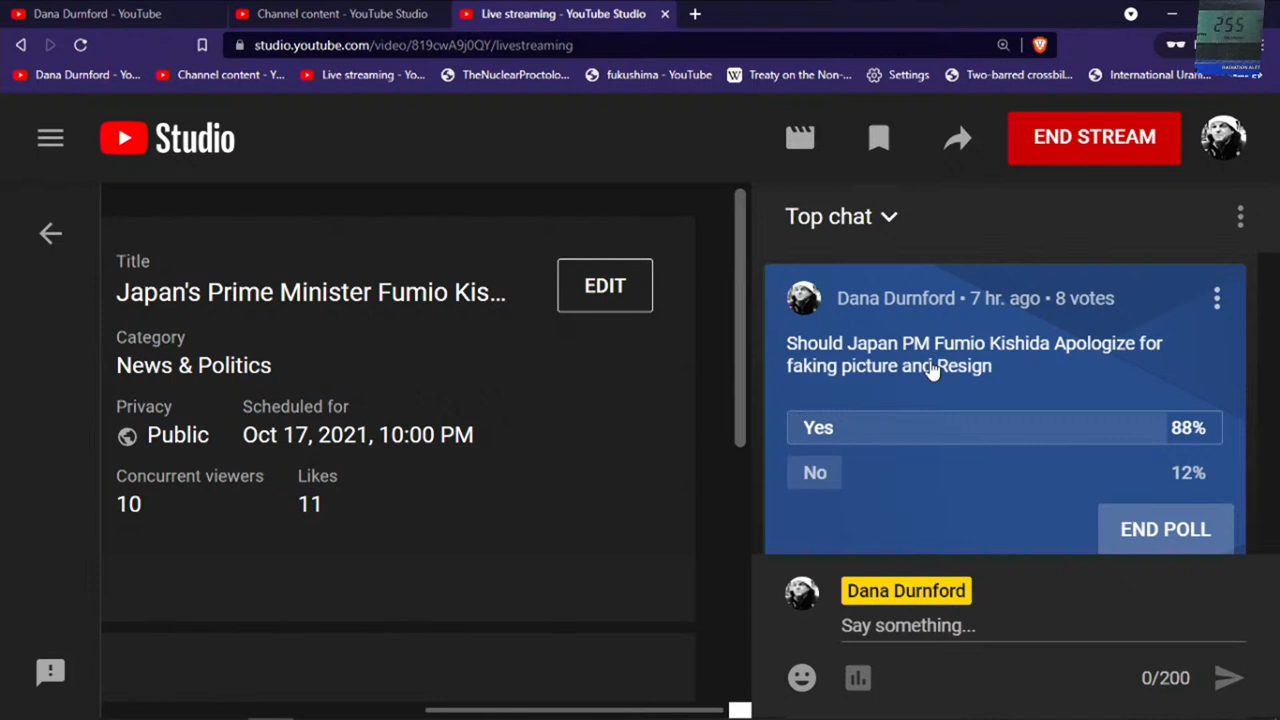 Dana Durnford - YouTube
Channel content - YouTube Studio
Live streaming - YouTube Studio
studio.youtube.com/video/819cwA9j0QY/livestreaming
Dana Durnford - Yo...
Channel content - Y...
Live streaming - Yo...
TheNuclearProctolo...
fukushima - YouTube
Treaty on the Non-...
Settings
Two-barred crossbil...
International Urani...
255
Studio
END STREAM
Title
Japan's Prime Minister Fumio Kis...
EDIT
Category
News & Politics
Privacy
Scheduled for
Public
Oct 17, 2021, 10:00 PM
Concurrent viewers
Likes
10
11
Top chat
Dana Durnford • 7 hr. ago • 8 votes
Should Japan PM Fumio Kishida Apologize for
faking picture and Resign
Yes
88%
No
12%
END POLL
Dana Durnford
Say something...
0/200